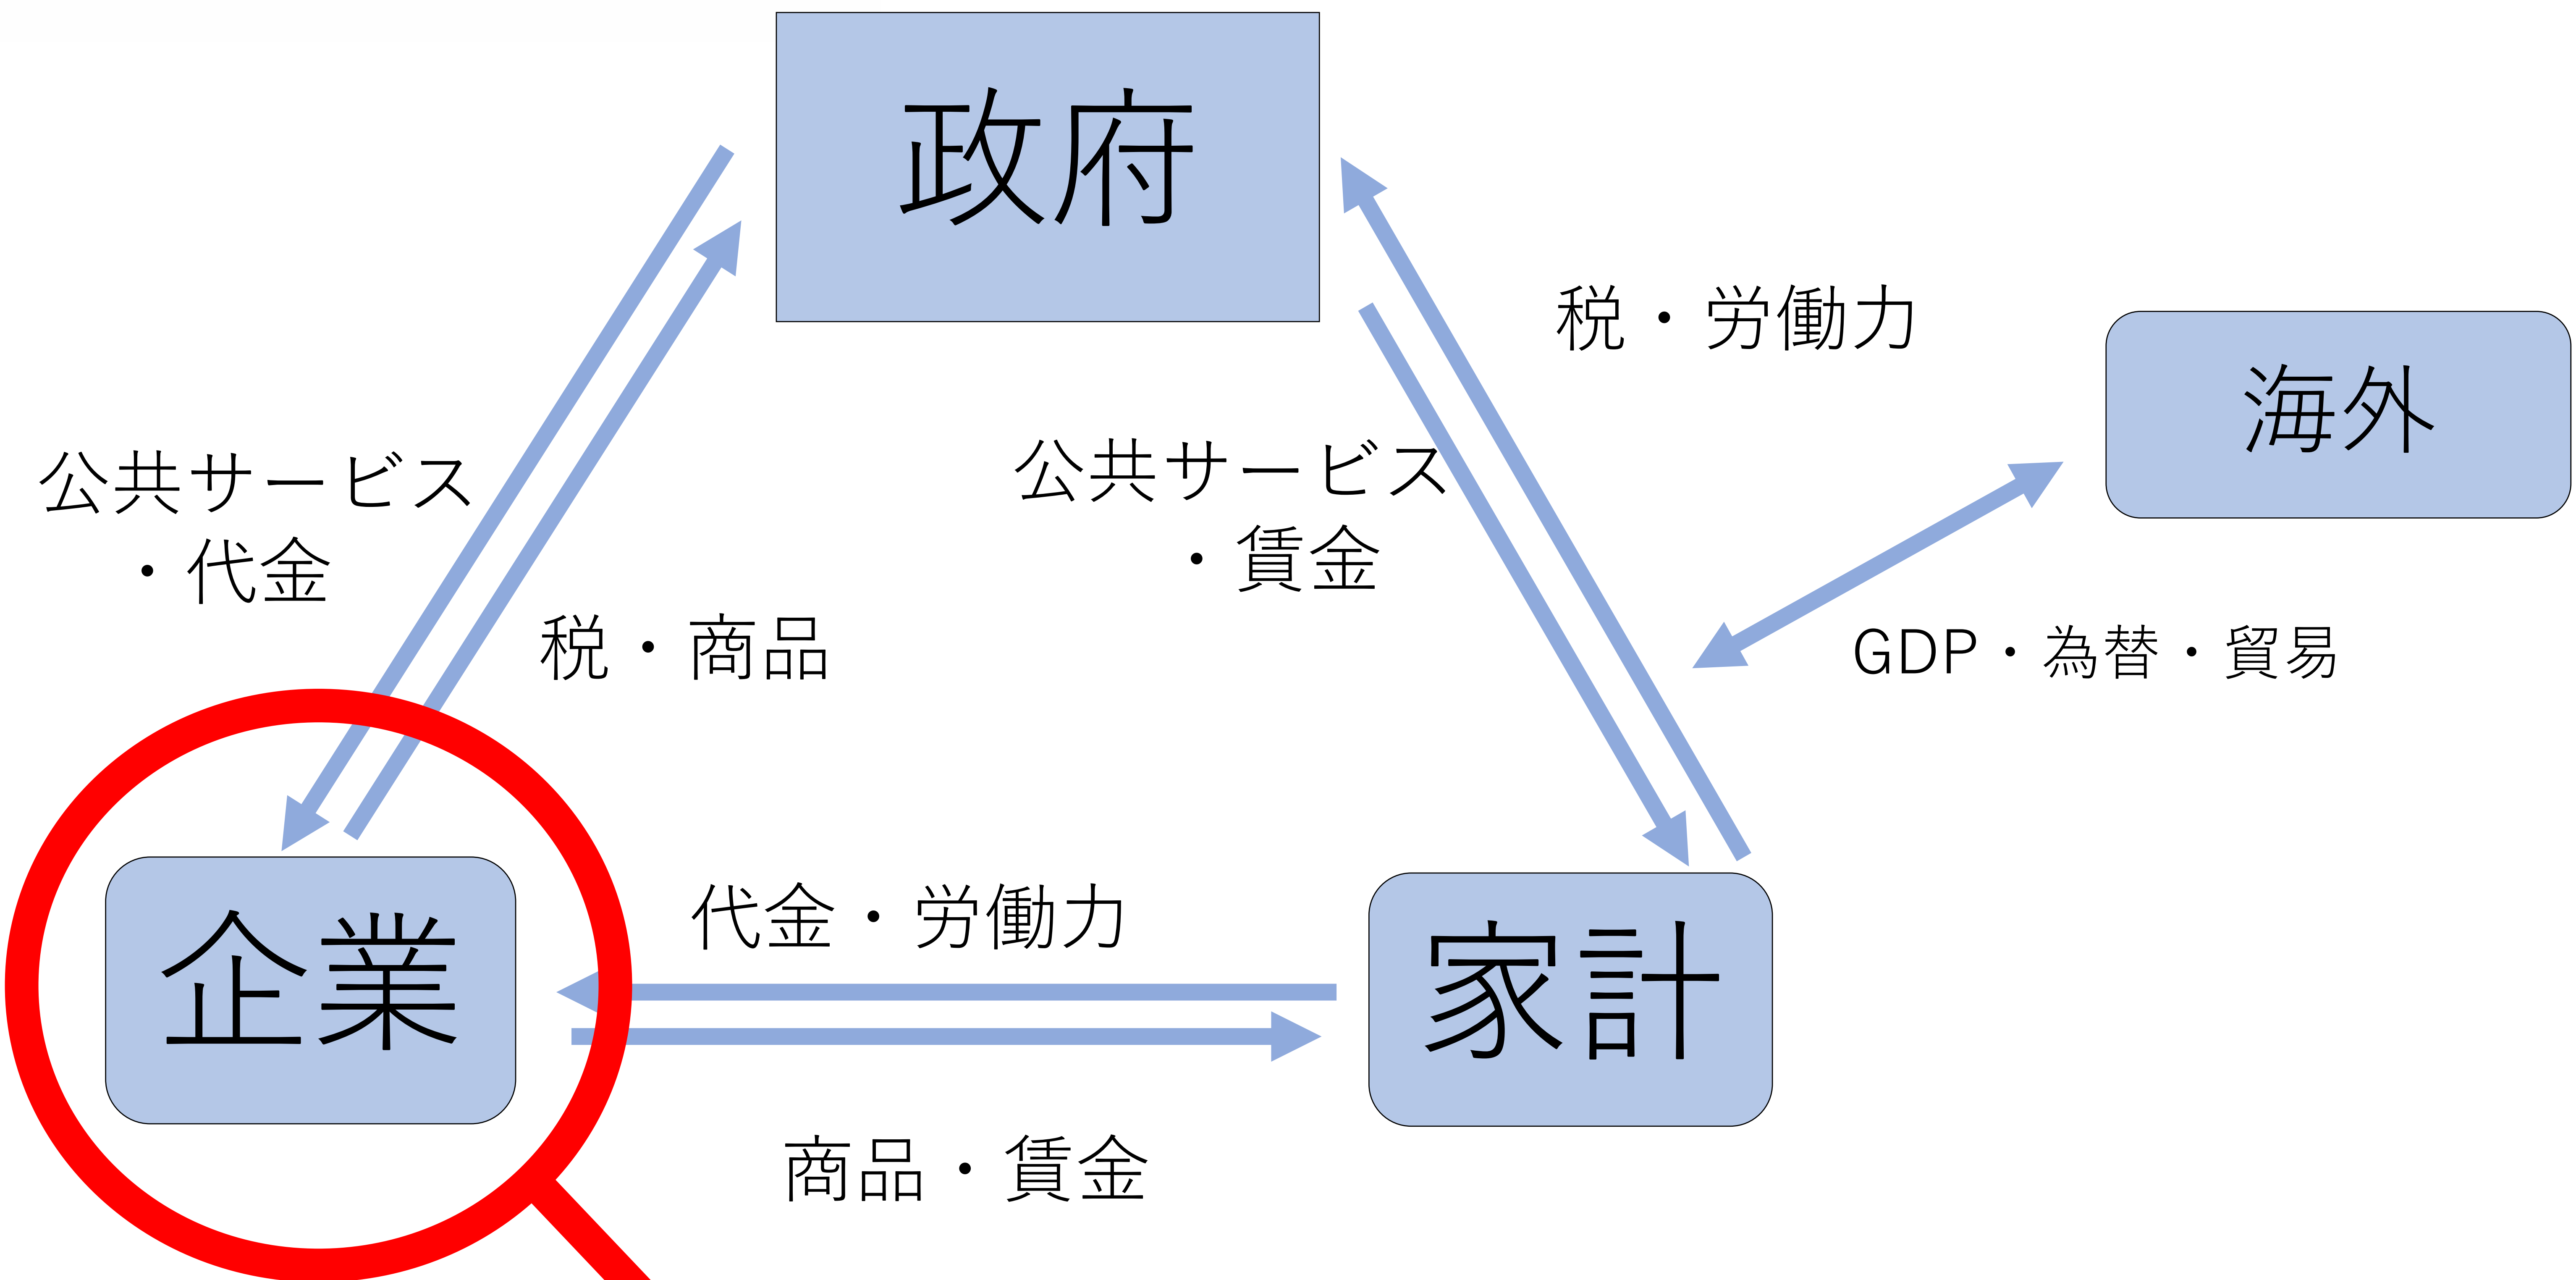 政府
税・労働力
海外
公共サービス
・代金
公共サービス
・賃金
税・商品
GDP・為替・貿易
企業
代金・労働力
家計
商品・賃金